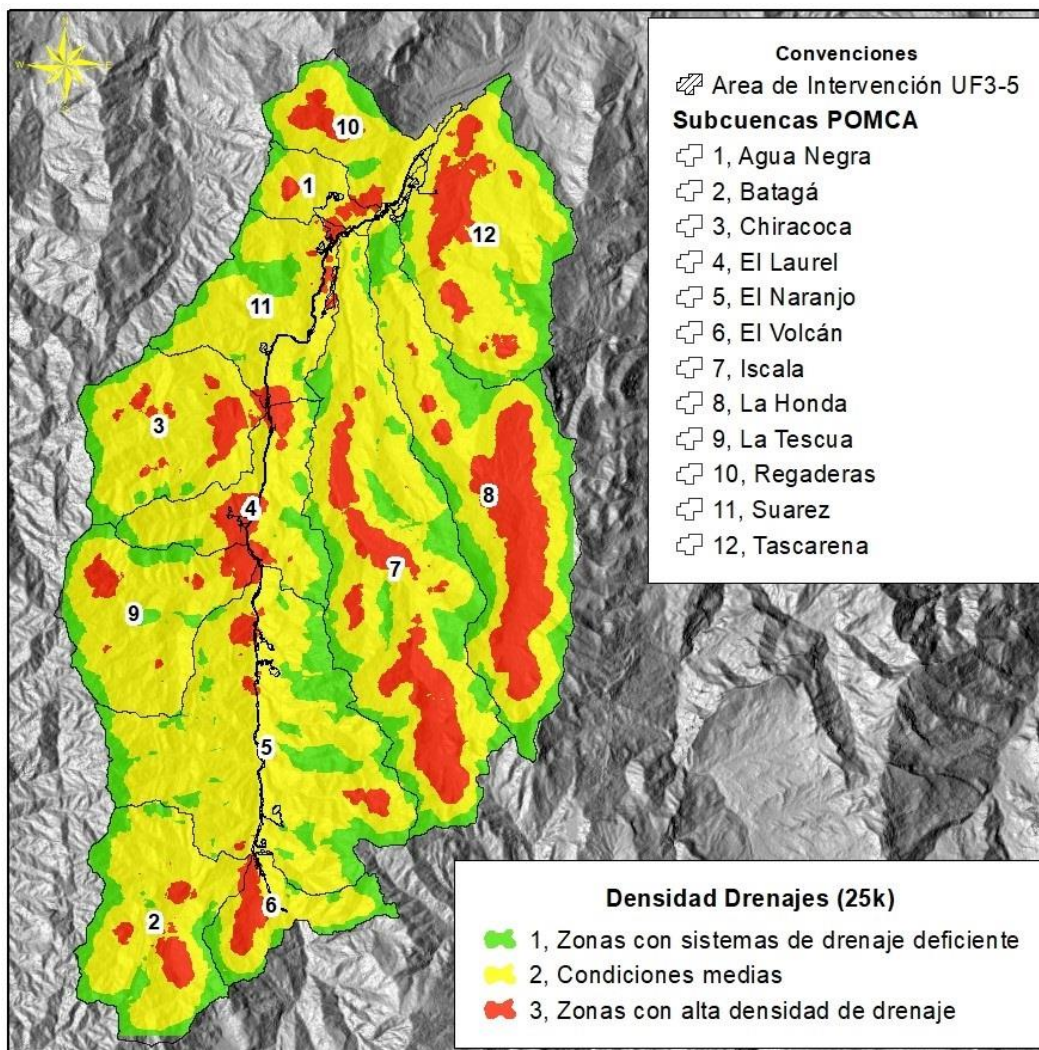 N
W
E
S
Convenciones
Area de Intervención UF3-5
Subcuencas POMCA
1, Agua Negra
2, Batagá
3, Chiracoca
4, El Laurel
5, El Naranjo
6, El Volcán
7, Iscala
8, La Honda
9, La Tescua
10, Regaderas
11, Suarez
12, Tascarena
10
1
12
11
3
8
4
7
9
5
6
2
Densidad Drenajes (25k)
1, Zonas con sistemas de drenaje deficiente
2, Condiciones medias
3, Zonas con alta densidad de drenaje